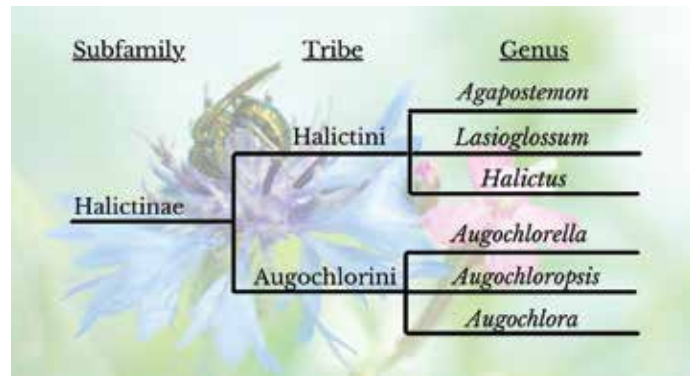 Subfamily Tribe Genus
Agapostemon
Halictini Lasioglossum
Halictus
Halictinae
Augochlorella
Augochlorini Augochloropsis
Augochlora